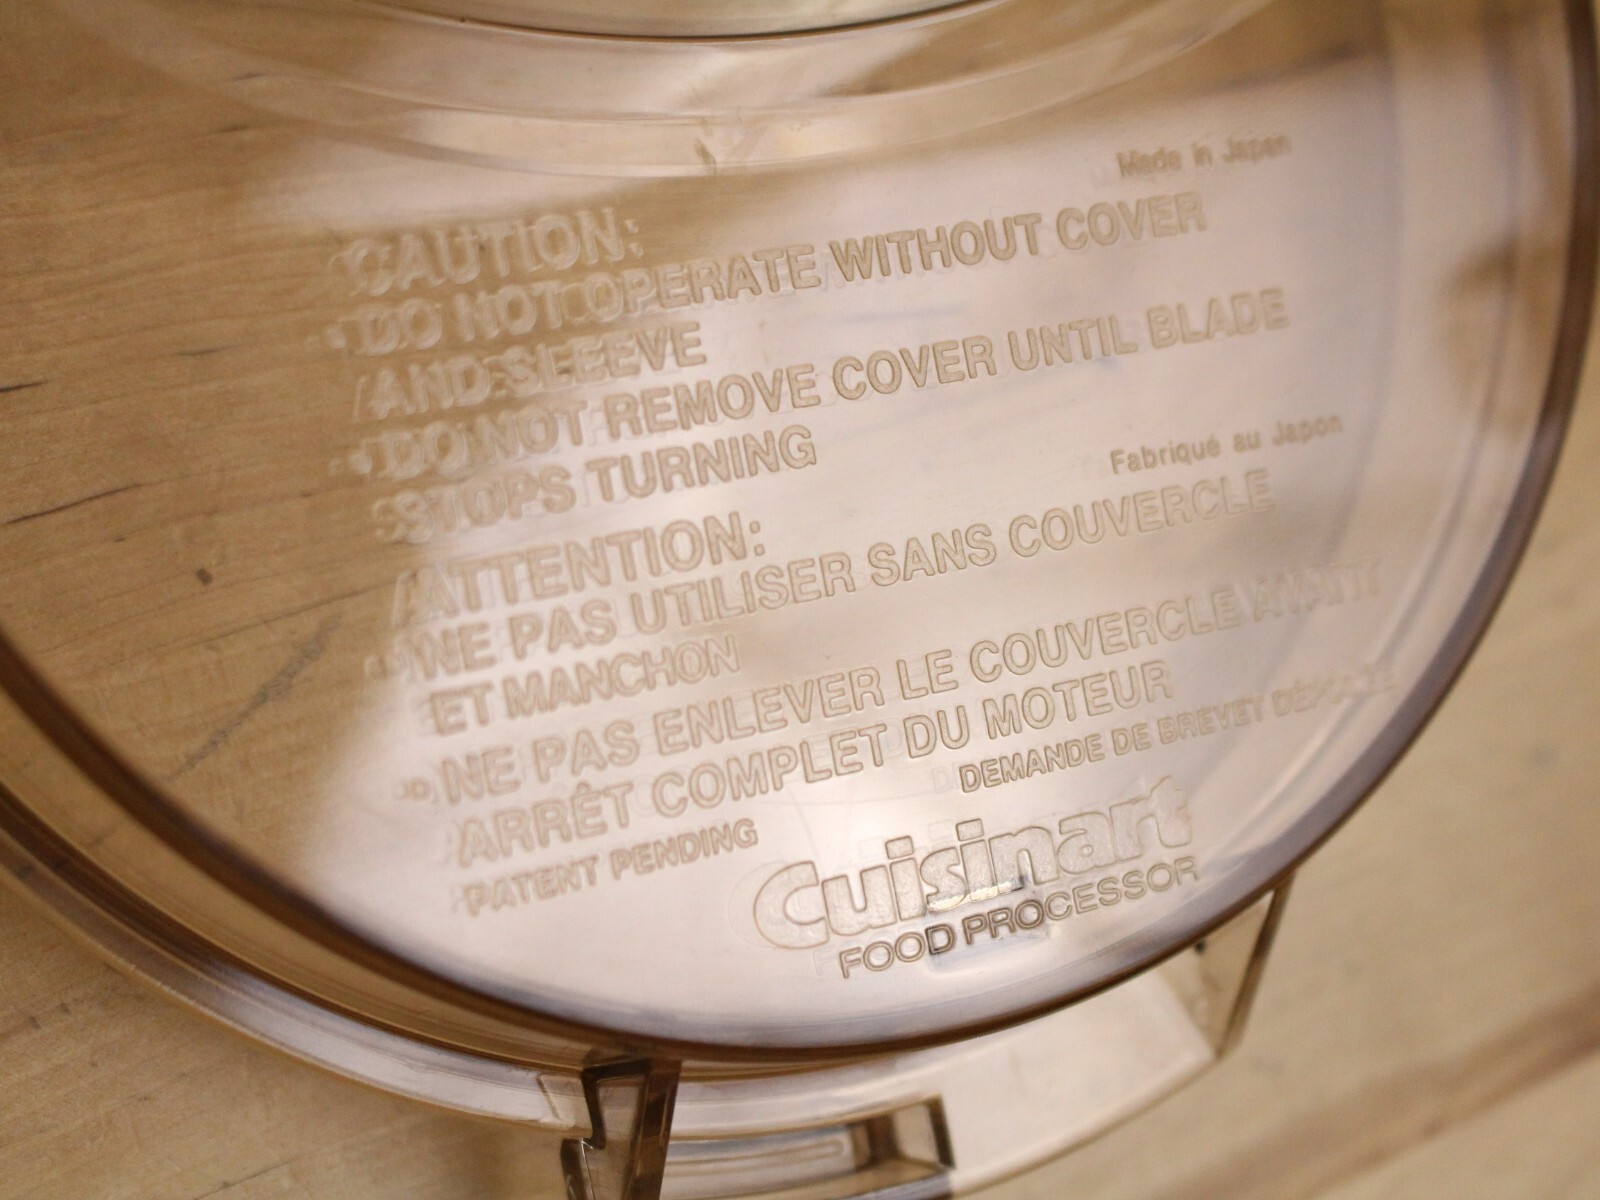 Made in Japan
CAUTION:
• DO NOT OPERATE WITHOUT COVER
AND SLEEVE
• DO NOT REMOVE COVER UNTIL BLADE
STOPS TURNING
Fabriqué au Japon
ATTENTION:
• NE PAS UTILISER SANS COUVERCLE
ET MANCHON
• NE PAS ENLEVER LE COUVERCLE AVANT
ARRÊT COMPLET DU MOTEUR
DEMANDE DE BREVET DÉPOSÉE
PATENT PENDING
Cuisinart
FOOD PROCESSOR